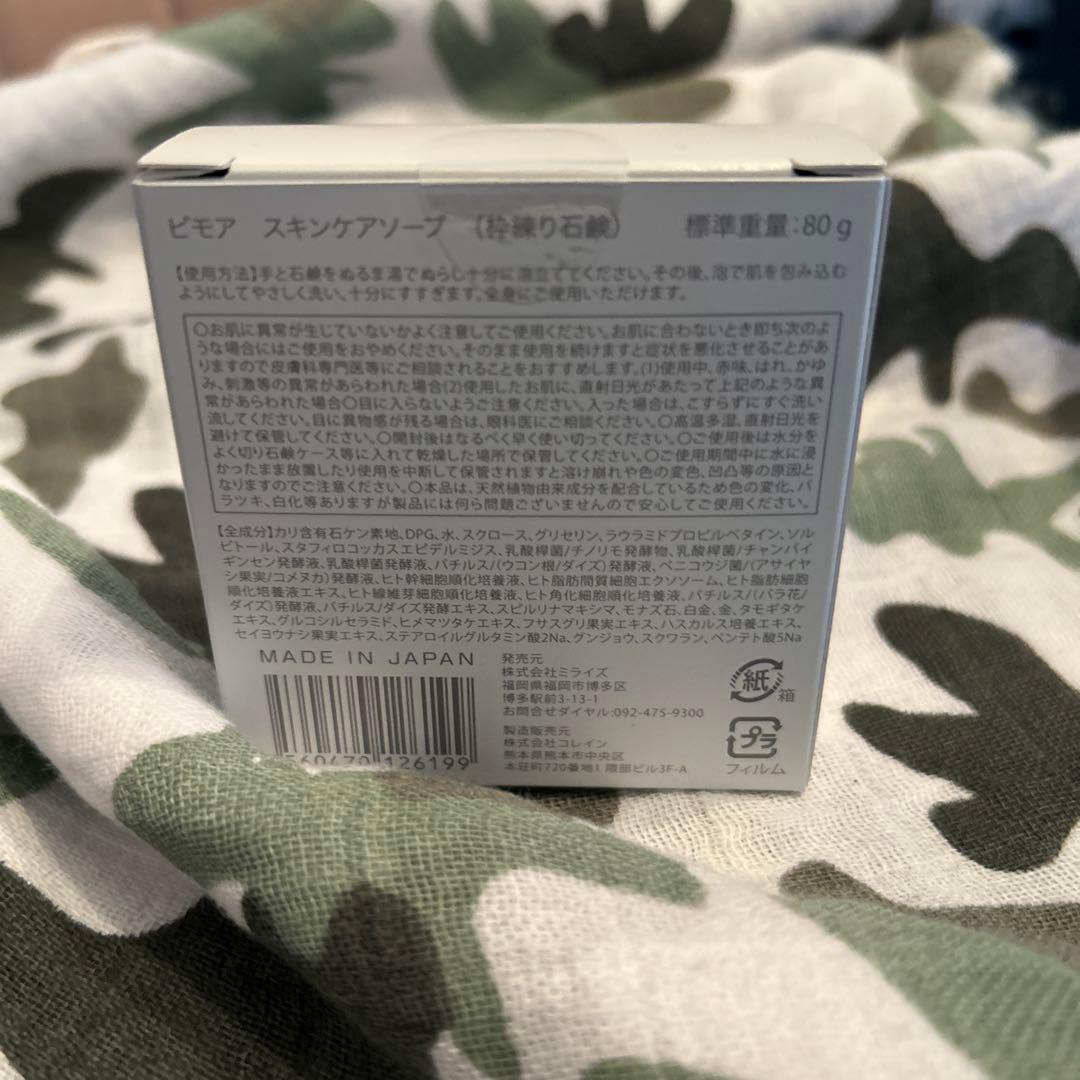 ビモア　スキンケアソープ　（枠練り石鹸）　標準重量：80g
【使用方法】手と石鹸をぬるま湯でぬらし十分に泡立ててください。その後、泡で肌を包み込む
ようにしてやさしく洗い、十分にすすぎます。全身にご使用いただけます。
〇お肌に異常が生じていないかよく注意してご使用ください。お肌に合わないとき即ち次のよ
うな場合にはご使用をおやめください。そのまま使用を続けますと症状を悪化させることがあ
りますので皮膚科専門医等にご相談されることをおすすめします。(1)使用中、赤味、はれ、かゆ
み、刺激等の異常があらわれた場合(2)使用したお肌に、直射日光があたって上記のような異
常があらわれた場合〇目に入らないようご注意ください。入った場合は、こすらずにすぐ洗い
流してください。目に異物感が残る場合は、眼科医にご相談ください。〇高温多湿、直射日光を
避けて保管してください。〇開封後はなるべく早く使い切ってください。〇ご使用後は水分を
よく切り石鹸ケース等に入れて乾燥した場所で保管してください。〇ご使用期間中に水に浸
かったまま放置したり使用を中断して保管されますと溶け崩れや色の変色、凹凸等の原因と
なりますのでご注意ください。〇本品は、天然植物由来成分を配合しているため色の変化、バ
ラツキ、白化等ありますが製品には何ら問題ございませんので安心してご使用ください。
【全成分】カリ含有石ケン素地、DPG、水、スクロース、グリセリン、ラウラミドプロピルベタイン、ソル
ビトール、スタフィロコッカスエピデルミジス、乳酸桿菌/チノリモ発酵物、乳酸桿菌/チャンバイ
ギンセン発酵液、乳酸桿菌発酵液、バチルス/(ウコン根/ダイズ)発酵液、ベニコウジ菌/(アサイヤ
シ果実/コメヌカ)発酵液、ヒト幹細胞順化培養液、ヒト脂肪間質細胞エクソソーム、ヒト脂肪細胞
順化培養液エキス、ヒト線維芽細胞順化培養液、ヒト角化細胞順化培養液、バチルス/(バラ花/
ダイズ)発酵液、バチルス/ダイズ発酵エキス、スピルリナマキシマ、モナズ石、白金、金、タモギタケ
エキス、グルコシルセラミド、ヒメマツタケエキス、フサスグリ果実エキス、ハスカルス培養エキス、
セイヨウナシ果実エキス、ステアロイルグルタミン酸2Na、グンジョウ、スクワラン、ペンテト酸5Na
MADE IN JAPAN
発売元
株式会社ミライズ
福岡県福岡市博多区
博多駅前3-13-1
お問合せダイヤル:092-475-9300
製造販売元
株式会社コレイン
熊本県熊本市中央区
本荘町720番地1 隈部ビル3F-A
60470 126199
紙
箱
プラ
フィルム